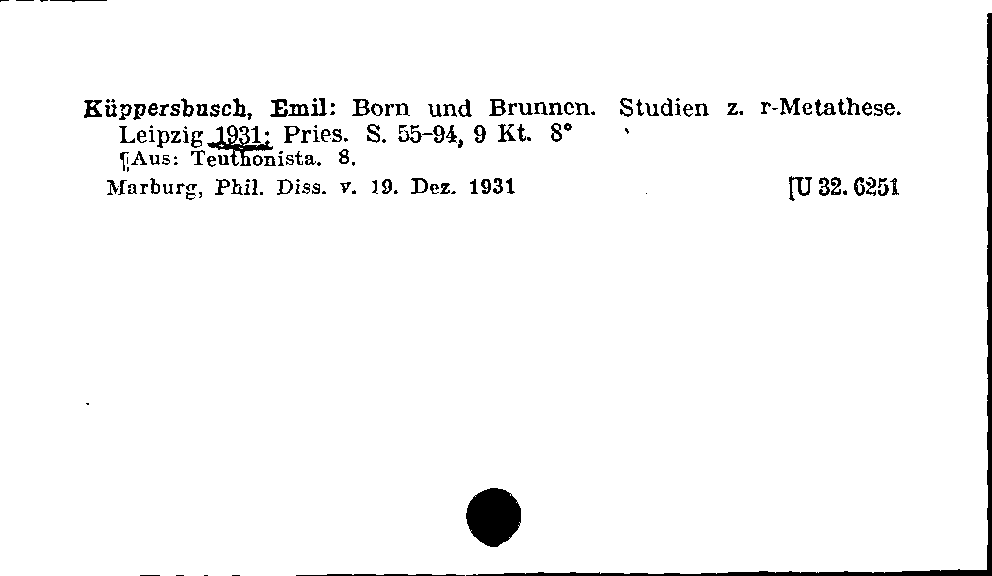 Küppersbusch, Emil: Born und Brunnen. Studien z. r-Metathese.
Leipzig 1931: Pries. S. 55-94, 9 Kt. 8°
¶Aus: Teuthonista. 8.
Marburg, Phil. Diss. v. 19. Dez. 1931 [U 32. 6251